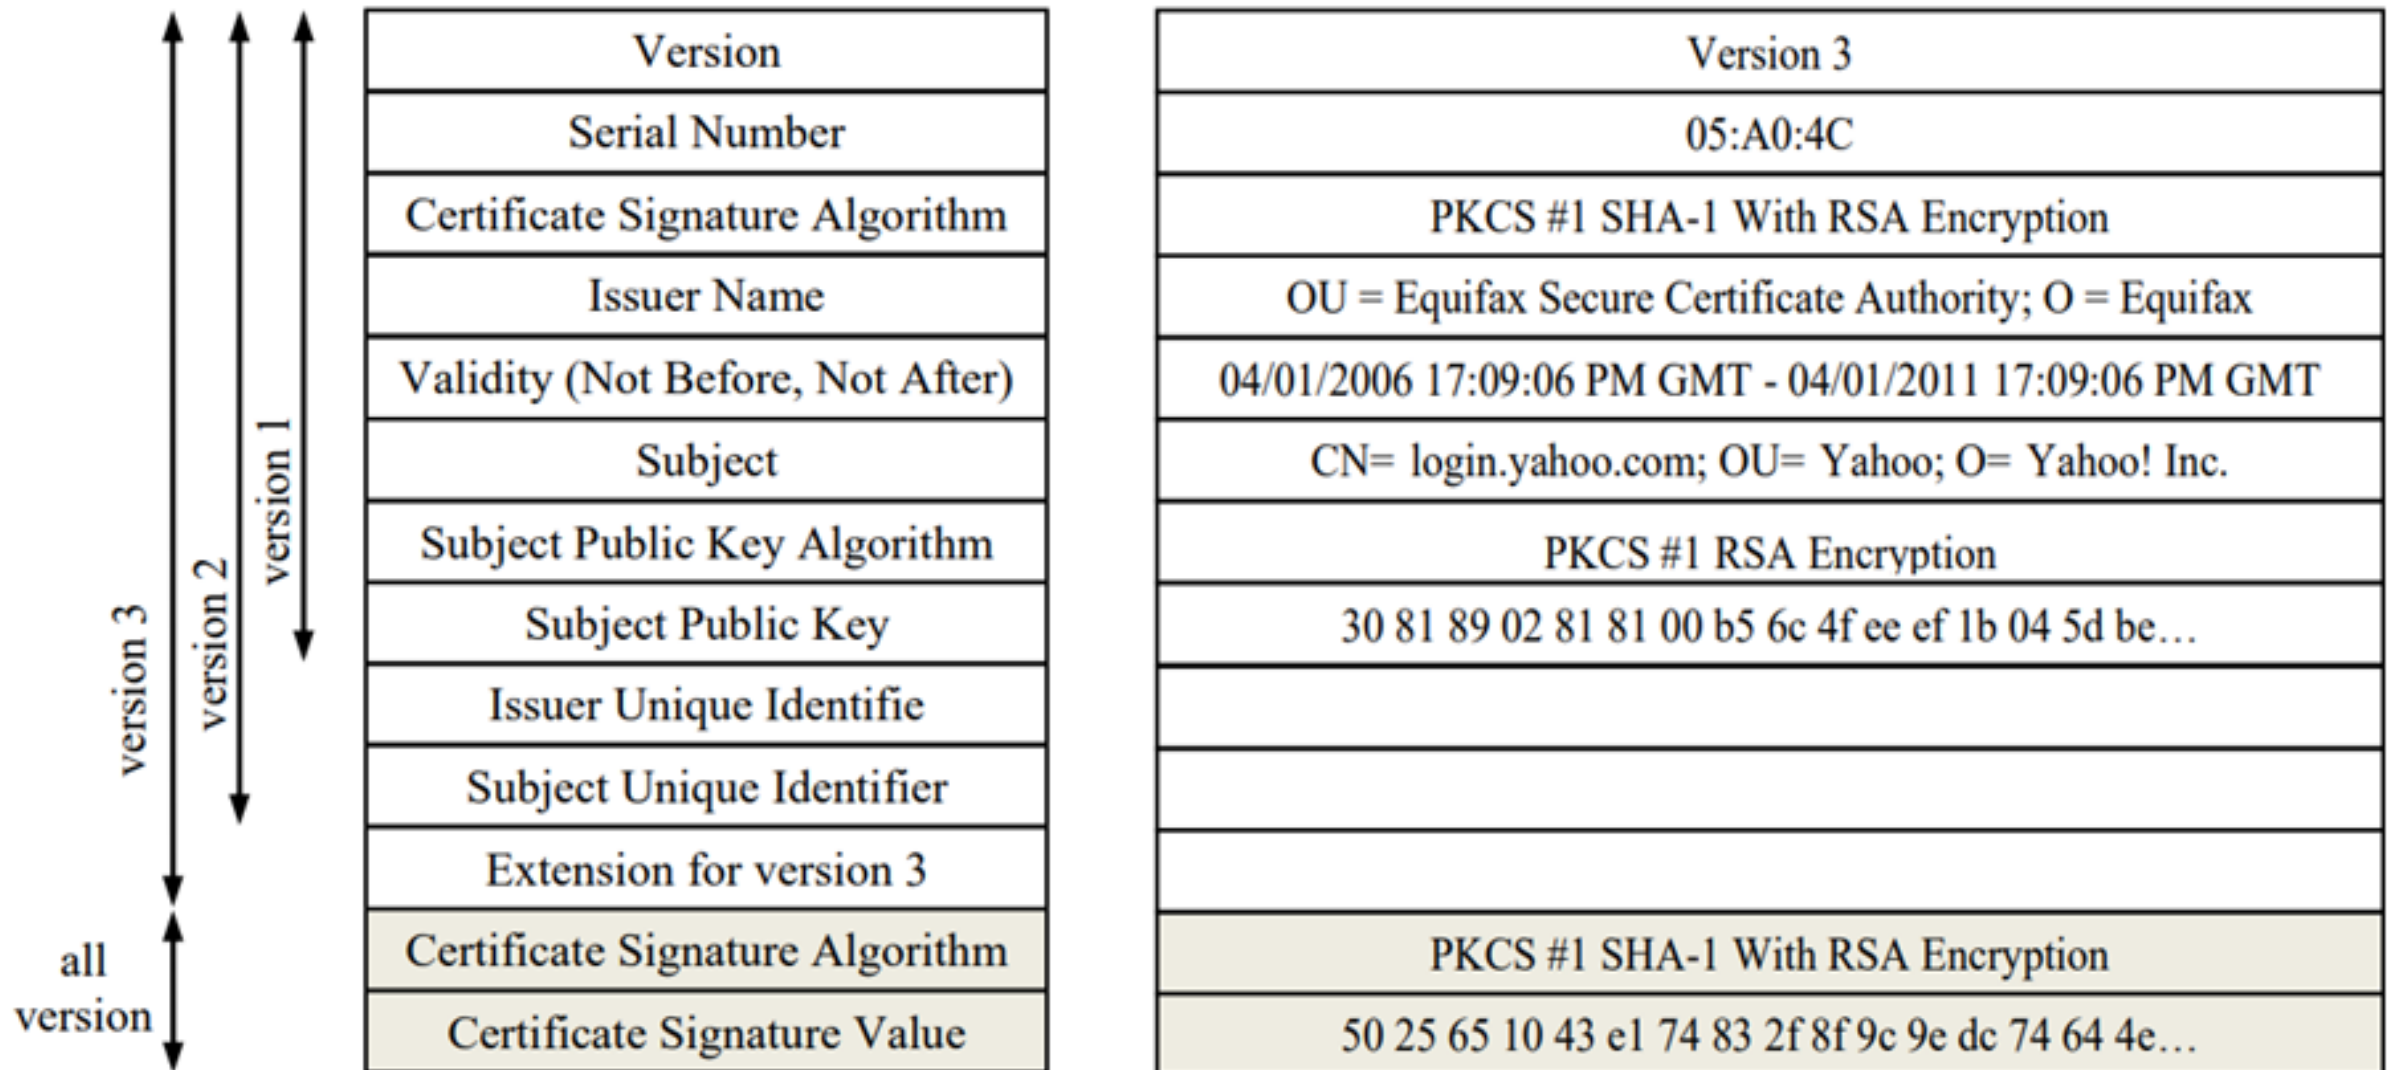 Version
Version 3
Serial Number
05:A0:4C
Certificate Signature Algorithm
PKCS #1 SHA-1 With RSA Encryption
Issuer Name
OU = Equifax Secure Certificate Authority; O = Equifax
Validity (Not Before, Not After)
04/01/2006 17:09:06 PM GMT - 04/01/2011 17:09:06 PM GMT
Subject
CN= login.yahoo.com; OU= Yahoo; O= Yahoo! Inc.
Subject Public Key Algorithm
PKCS #1 RSA Encryption
Subject Public Key
30 81 89 02 81 81 00 b5 6c 4f ee ef 1b 04 5d be…
Issuer Unique Identifie
Subject Unique Identifier
Extension for version 3
Certificate Signature Algorithm
PKCS #1 SHA-1 With RSA Encryption
Certificate Signature Value
50 25 65 10 43 e1 74 83 2f 8f 9c 9e dc 74 64 4e…
version 3
version 2
version 1
all
version